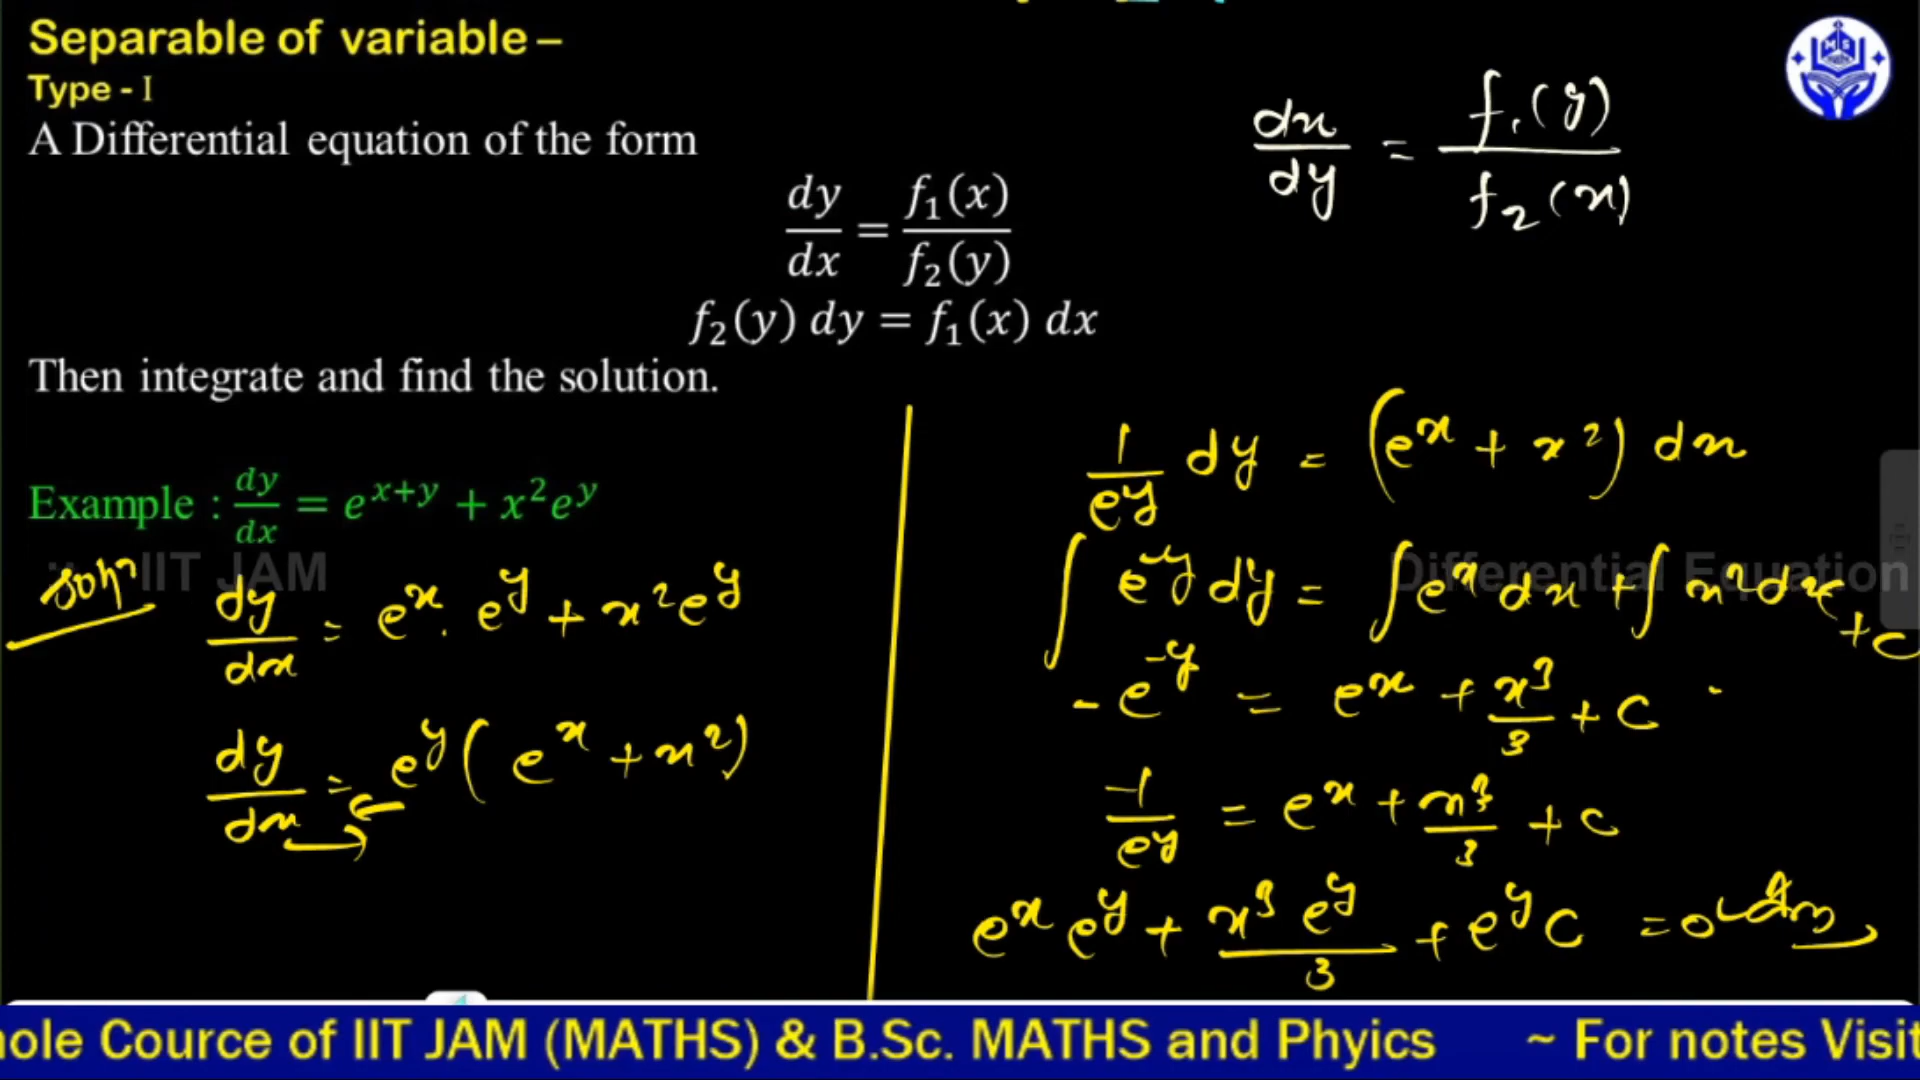 Separable of variable –
Type - I
A Differential equation of the form
dy/dx = f₁(x)/f₂(y)
f₂(y) dy = f₁(x) dx
Then integrate and find the solution.
dx/dy = f₁(y)/f₂(x)
Example : dy/dx = e^(x+y) + x²e^y
IIT JAM
Soln
dy/dx = e^x . e^y + x²e^y
dy/dx = e^y (e^x + x²)
1/e^y dy = (e^x + x²) dx
Differential Equation
∫ e^-y dy = ∫ e^x dx + ∫ x² dx + c
- e^-y = e^x + x³/3 + c
-1/e^y = e^x + x³/3 + c
e^x e^y + x³ e^y/3 + e^y c = 0 Ans
MS
hole Cource of IIT JAM (MATHS) & B.Sc. MATHS and Phyics ~ For notes Visit